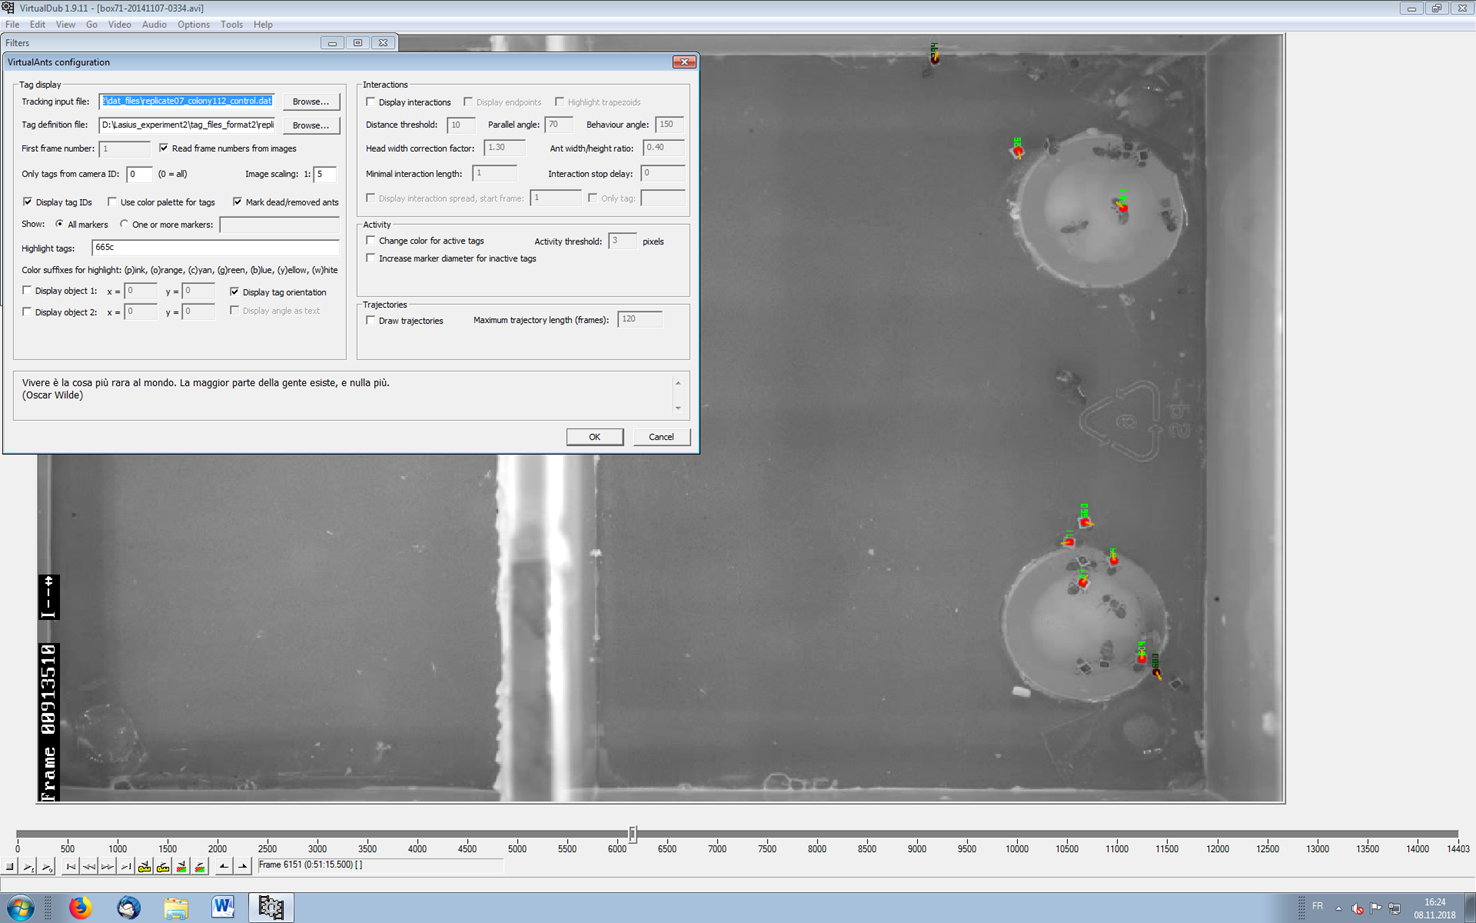 VirtualDub 1.9.11 - [box71-20141107-0334.avi]
File Edit View Go Video Audio Options Tools Help
Filters
VirtualAnts configuration
Tag display
Tracking input file: 2\dat_files\replicate07_colony112_control.dat Browse...
Tag definition file: D:\Lasius_experiment2\tag_files_format2\repli Browse...
First frame number: 1 Read frame numbers from images
Only tags from camera ID: 0 (0 = all) Image scaling: 1: 5
Display tag IDs Use color palette for tags Mark dead/removed ants
Show: All markers One or more markers:
Highlight tags: 665c
Color suffixes for highlight: (p)ink, (o)range, (c)yan, (g)reen, (b)lue, (y)ellow, (w)hite
Display object 1: x = 0 y = 0 Display tag orientation
Display object 2: x = 0 y = 0 Display angle as text
Interactions
Display interactions Display endpoints Highlight trapezoids
Distance threshold: 10 Parallel angle: 70 Behaviour angle: 150
Head width correction factor: 1.30 Ant width/height ratio: 0.40
Minimal interaction length: 1 Interaction stop delay: 0
Display interaction spread, start frame: 1 Only tag:
Activity
Change color for active tags Activity threshold: 3 pixels
Increase marker diameter for inactive tags
Trajectories
Draw trajectories Maximum trajectory length (frames): 120
Vivere è la cosa più rara al mondo. La maggior parte della gente esiste, e nulla più.
(Oscar Wilde)
OK Cancel
Frame 00913510
0 500 1000 1500 2000 2500 3000 3500 4000 4500 5000 5500 6000 6500 7000 7500 8000 8500 9000 9500 10000 10500 11000 11500 12000 12500 13000 13500 14000 14403
Frame 6151 (0:51:15.500) [ ]
FR
16:24
08.11.2018